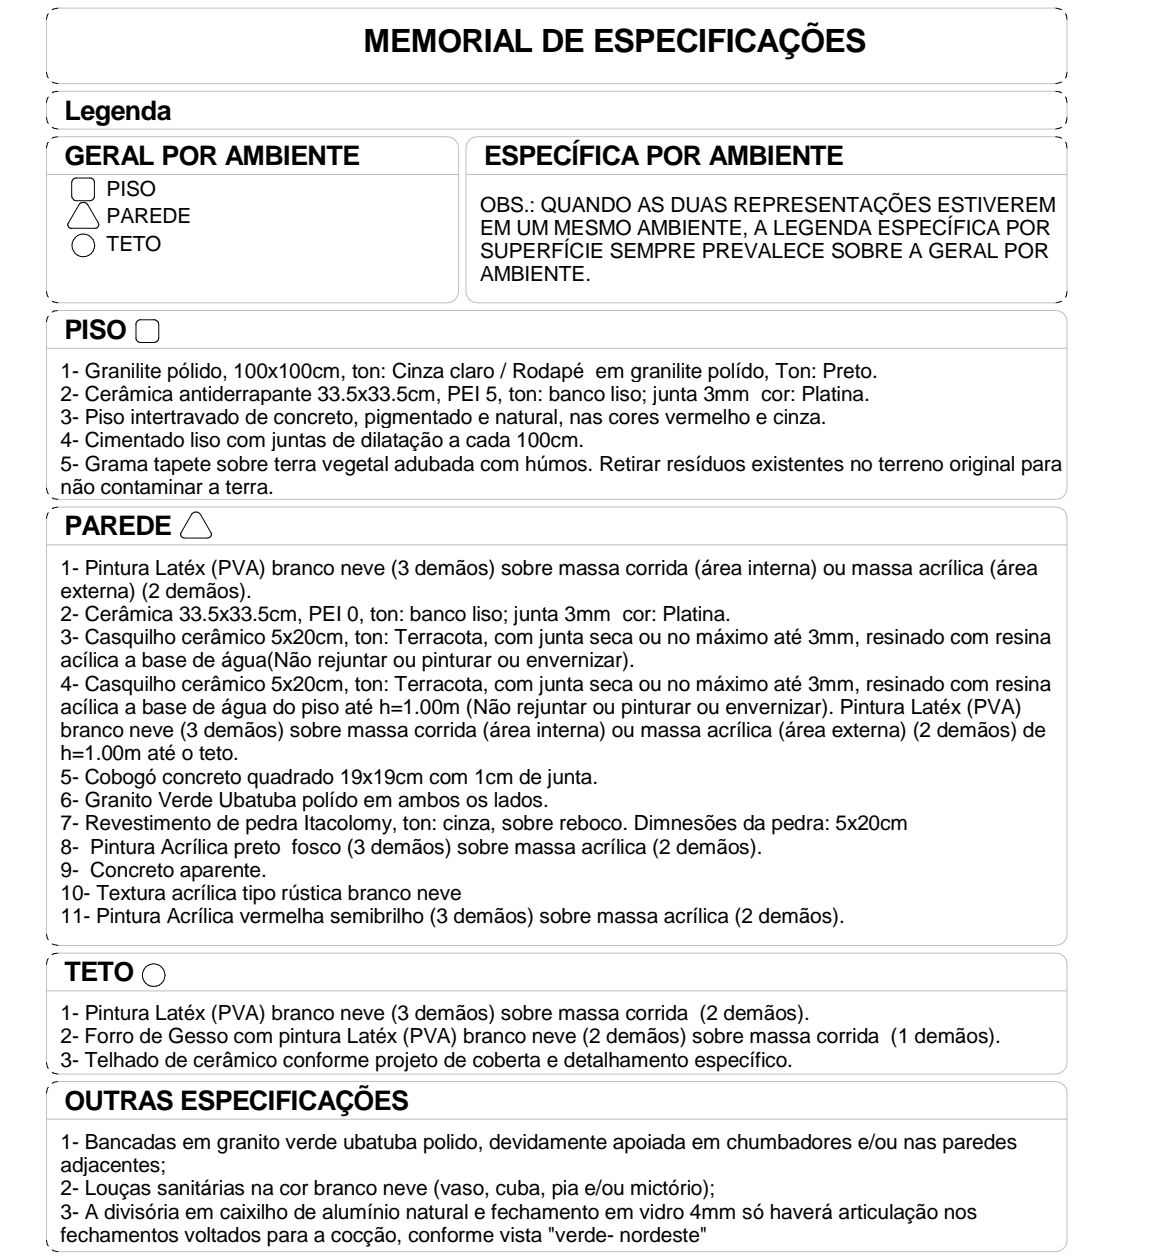 MEMORIAL DE ESPECIFICAÇÕES
Legenda
GERAL POR AMBIENTE
PISO
PAREDE
TETO
ESPECÍFICA POR AMBIENTE
OBS.: QUANDO AS DUAS REPRESENTAÇÕES ESTIVEREM
EM UM MESMO AMBIENTE, A LEGENDA ESPECÍFICA POR
SUPERFÍCIE SEMPRE PREVALECE SOBRE A GERAL POR
AMBIENTE.
PISO
1- Granilite pólido, 100x100cm, ton: Cinza claro / Rodapé em granilite polído, Ton: Preto.
2- Cerâmica antiderrapante 33.5x33.5cm, PEI 5, ton: banco liso; junta 3mm cor: Platina.
3- Piso intertravado de concreto, pigmentado e natural, nas cores vermelho e cinza.
4- Cimentado liso com juntas de dilatação a cada 100cm.
5- Grama tapete sobre terra vegetal adubada com húmos. Retirar resíduos existentes no terreno original para
não contaminar a terra.
PAREDE
1- Pintura Latéx (PVA) branco neve (3 demãos) sobre massa corrida (área interna) ou massa acrílica (área
externa) (2 demãos).
2- Cerâmica 33.5x33.5cm, PEI 0, ton: banco liso; junta 3mm cor: Platina.
3- Casquilho cerâmico 5x20cm, ton: Terracota, com junta seca ou no máximo até 3mm, resinado com resina
acílica a base de água(Não rejuntar ou pinturar ou envernizar).
4- Casquilho cerâmico 5x20cm, ton: Terracota, com junta seca ou no máximo até 3mm, resinado com resina
acílica a base de água do piso até h=1.00m (Não rejuntar ou pinturar ou envernizar). Pintura Latéx (PVA)
branco neve (3 demãos) sobre massa corrida (área interna) ou massa acrílica (área externa) (2 demãos) de
h=1.00m até o teto.
5- Cobogó concreto quadrado 19x19cm com 1cm de junta.
6- Granito Verde Ubatuba polído em ambos os lados.
7- Revestimento de pedra Itacolomy, ton: cinza, sobre reboco. Dimnesões da pedra: 5x20cm
8- Pintura Acrílica preto fosco (3 demãos) sobre massa acrílica (2 demãos).
9- Concreto aparente.
10- Textura acrílica tipo rústica branco neve
11- Pintura Acrílica vermelha semibrilho (3 demãos) sobre massa acrílica (2 demãos).
TETO
1- Pintura Latéx (PVA) branco neve (3 demãos) sobre massa corrida (2 demãos).
2- Forro de Gesso com pintura Latéx (PVA) branco neve (2 demãos) sobre massa corrida (1 demãos).
3- Telhado de cerâmico conforme projeto de coberta e detalhamento específico.
OUTRAS ESPECIFICAÇÕES
1- Bancadas em granito verde ubatuba polido, devidamente apoiada em chumbadores e/ou nas paredes
adjacentes;
2- Louças sanitárias na cor branco neve (vaso, cuba, pia e/ou mictório);
3- A divisória em caixilho de alumínio natural e fechamento em vidro 4mm só haverá articulação nos
fechamentos voltados para a cocção, conforme vista "verde- nordeste"